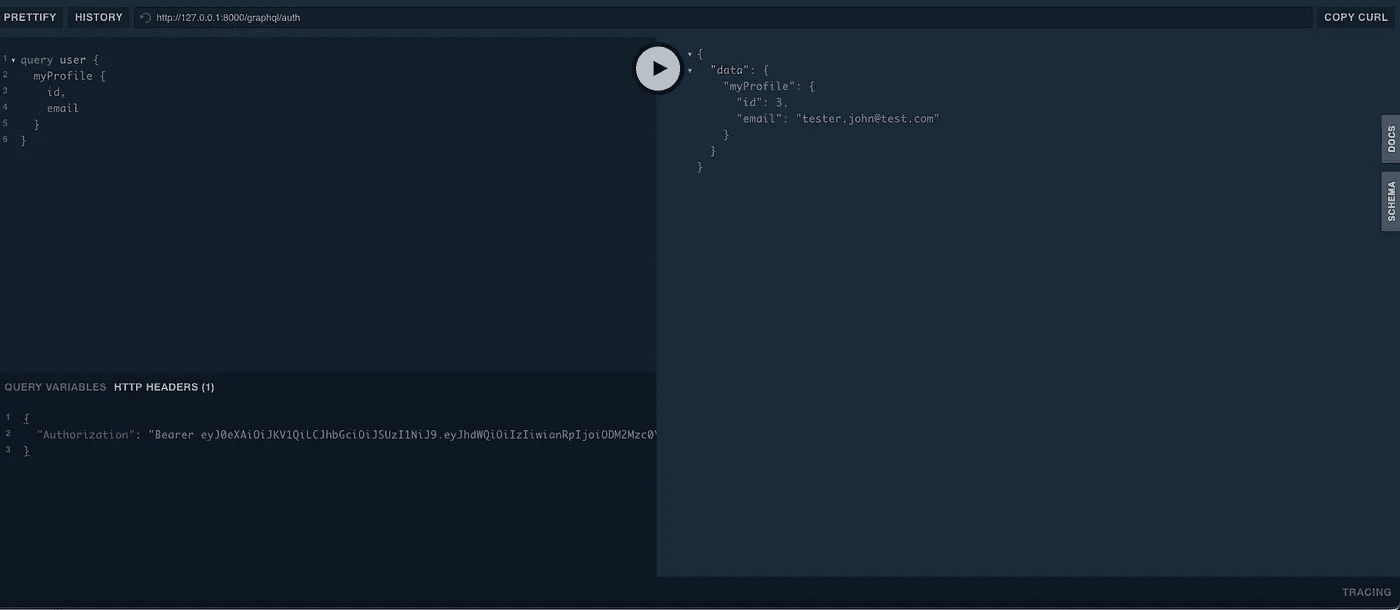 PRETTIFY HISTORY http://127.0.0.1:8000/graphql/auth COPY CURL
1 query user {
2 myProfile {
3 id,
4 email
5 }
6 }
{
"data": {
"myProfile": {
"id": 3,
"email": "tester.john@test.com"
}
}
}
DOCS
SCHEMA
QUERY VARIABLES HTTP HEADERS (1)
1 {
2 "Authorization": "Bearer eyJ0eXAiOiJKV1QiLCJhbGciOiJSUzI1NiJ9.eyJhdWQiOiIzIiwianRpIjoiODM2Mzc0Y
3 }
TRACING